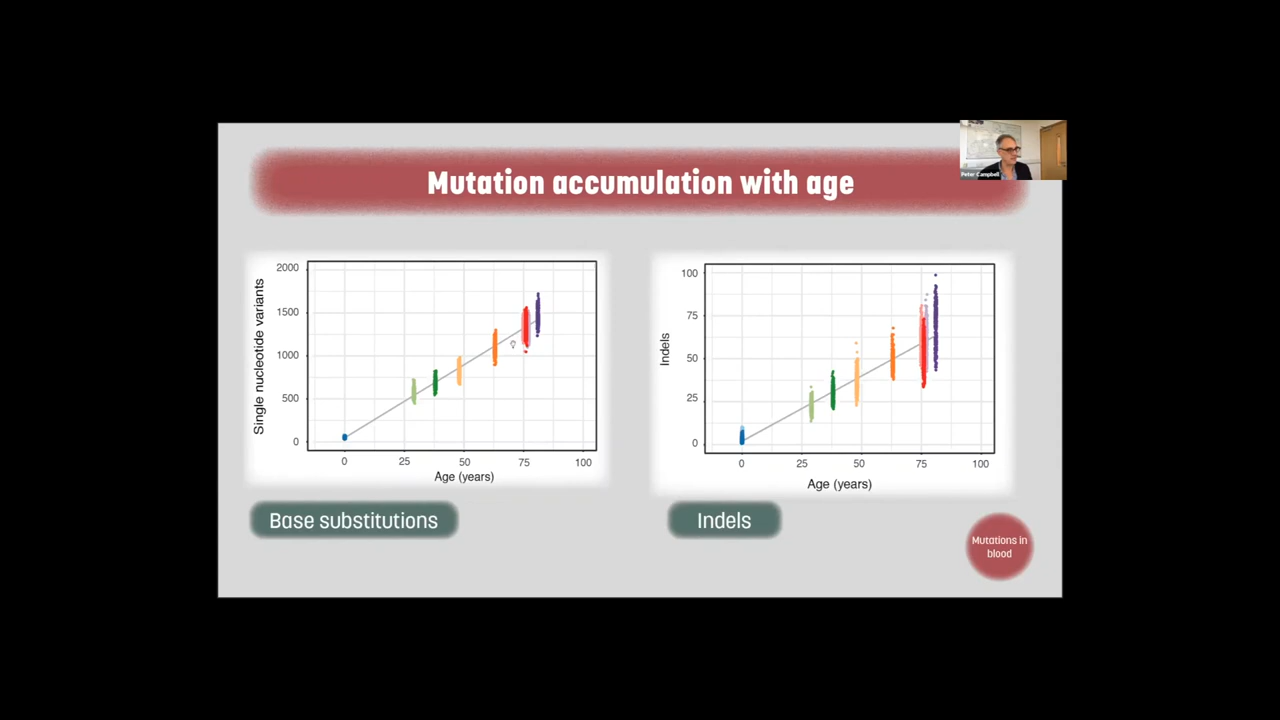 Mutation accumulation with age
Peter Campbell
Single nucleotide variants
2000
1500
1000
500
0
0 25 50 75 100
Age (years)
Base substitutions
Indels
100
75
50
25
0
0 25 50 75 100
Age (years)
Indels
Mutations in
blood